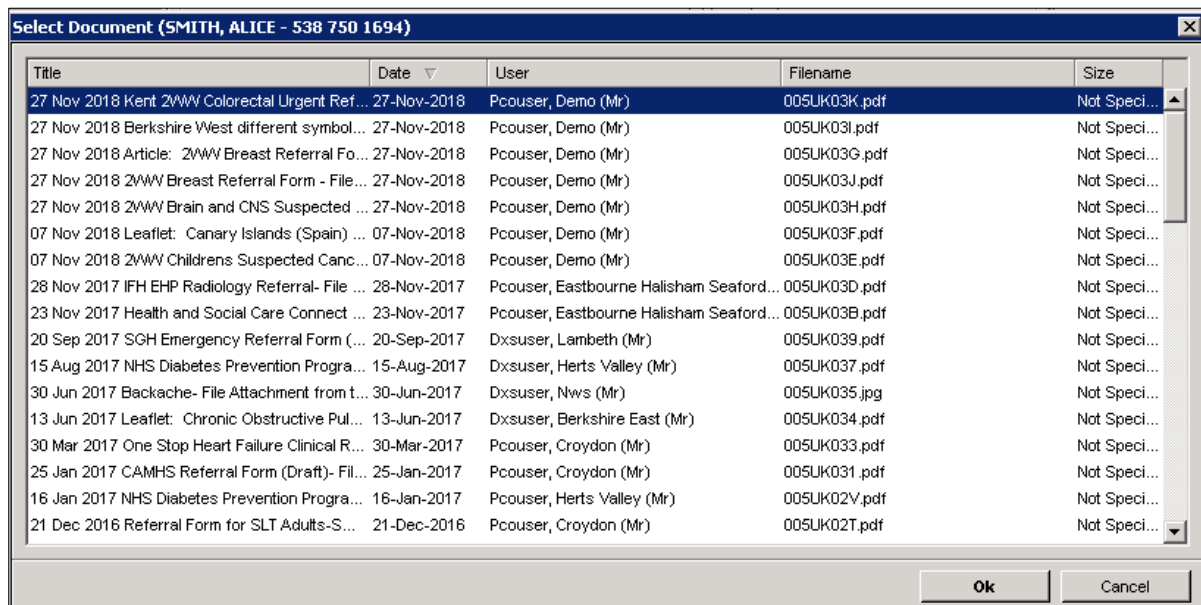 Select Document (SMITH, ALICE - 538 750 1694)
Title Date User Filename Size
27 Nov 2018 Kent 2WW Colorectal Urgent Ref... 27-Nov-2018 Pcouser, Demo (Mr) 005UK03K.pdf Not Speci...
27 Nov 2018 Berkshire West different symbol... 27-Nov-2018 Pcouser, Demo (Mr) 005UK03I.pdf Not Speci...
27 Nov 2018 Article: 2WW Breast Referral Fo... 27-Nov-2018 Pcouser, Demo (Mr) 005UK03G.pdf Not Speci...
27 Nov 2018 2WW Breast Referral Form - File... 27-Nov-2018 Pcouser, Demo (Mr) 005UK03J.pdf Not Speci...
27 Nov 2018 2WW Brain and CNS Suspected ... 27-Nov-2018 Pcouser, Demo (Mr) 005UK03H.pdf Not Speci...
07 Nov 2018 Leaflet: Canary Islands (Spain) ... 07-Nov-2018 Pcouser, Demo (Mr) 005UK03F.pdf Not Speci...
07 Nov 2018 2WW Childrens Suspected Canc... 07-Nov-2018 Pcouser, Demo (Mr) 005UK03E.pdf Not Speci...
28 Nov 2017 IFH EHP Radiology Referral- File ... 28-Nov-2017 Pcouser, Eastbourne Halisham Seaford... 005UK03D.pdf Not Speci...
23 Nov 2017 Health and Social Care Connect ... 23-Nov-2017 Pcouser, Eastbourne Halisham Seaford... 005UK03B.pdf Not Speci...
20 Sep 2017 SGH Emergency Referral Form (... 20-Sep-2017 Dxsuser, Lambeth (Mr) 005UK039.pdf Not Speci...
15 Aug 2017 NHS Diabetes Prevention Progra... 15-Aug-2017 Dxsuser, Herts Valley (Mr) 005UK037.pdf Not Speci...
30 Jun 2017 Backache- File Attachment from t... 30-Jun-2017 Dxsuser, Nws (Mr) 005UK035.jpg Not Speci...
13 Jun 2017 Leaflet: Chronic Obstructive Pul... 13-Jun-2017 Dxsuser, Berkshire East (Mr) 005UK034.pdf Not Speci...
30 Mar 2017 One Stop Heart Failure Clinical R... 30-Mar-2017 Pcouser, Croydon (Mr) 005UK033.pdf Not Speci...
25 Jan 2017 CAMHS Referral Form (Draft)- Fil... 25-Jan-2017 Pcouser, Croydon (Mr) 005UK031.pdf Not Speci...
16 Jan 2017 NHS Diabetes Prevention Progra... 16-Jan-2017 Pcouser, Herts Valley (Mr) 005UK02V.pdf Not Speci...
21 Dec 2016 Referral Form for SLT Adults-S... 21-Dec-2016 Pcouser, Croydon (Mr) 005UK02T.pdf Not Speci...
Ok Cancel